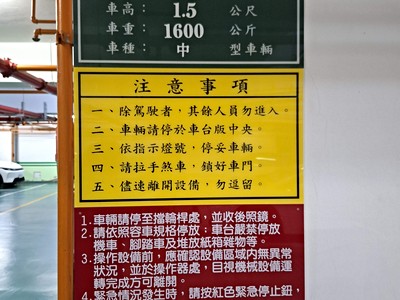 車高： 1.5 公尺
車重： 1600 公斤
車種： 中 型車輛
注意事項
一、除駕駛者，其餘人員勿進入。
二、車輛請停於車台版中央。
三、依指示燈號，停妥車輛。
四、請拉手煞車，鎖好車門。
五、儘速離開設備，勿逗留。
1.車輛請停至擋輪桿處，並收後照鏡。
2.請依照容車規格停放；車台嚴禁停放
機車、腳踏車及堆放紙箱雜物等。
3.操作設備前，應確認設備區域內無異常
狀況，並於操作器處，目視機械設備運
轉完成方可離開。
4.緊急情況發生時，請按紅色緊急停止鈕，